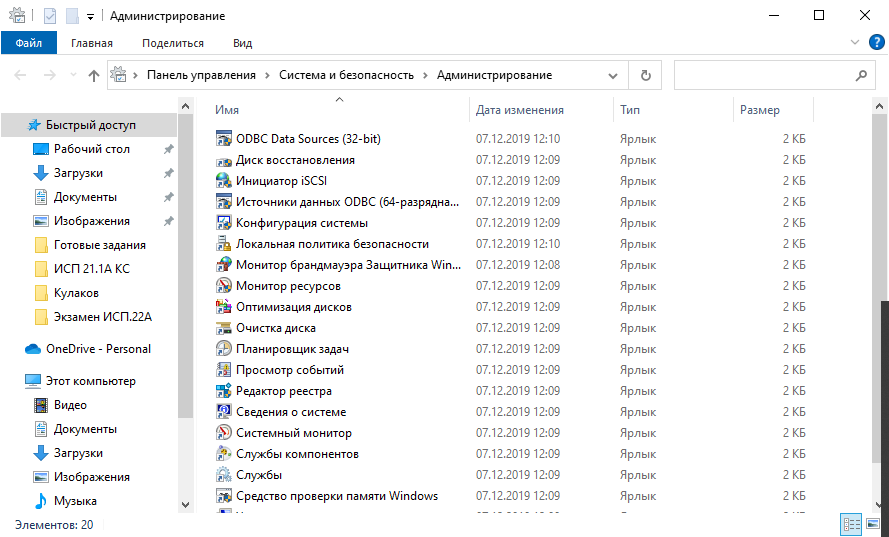 Администрирование
Файл Главная Поделиться Вид
Панель управления Система и безопасность Администрирование
Быстрый доступ
Рабочий стол
Загрузки
Документы
Изображения
Готовые задания
ИСП 21.1А КС
Кулаков
Экзамен ИСП.22А
OneDrive - Personal
Этот компьютер
Видео
Документы
Загрузки
Изображения
Музыка
Имя Дата изменения Тип Размер
ODBC Data Sources (32-bit) 07.12.2019 12:10 Ярлык 2 КБ
Диск восстановления 07.12.2019 12:09 Ярлык 2 КБ
Инициатор iSCSI 07.12.2019 12:09 Ярлык 2 КБ
Источники данных ODBC (64-разрядна... 07.12.2019 12:09 Ярлык 2 КБ
Конфигурация системы 07.12.2019 12:09 Ярлык 2 КБ
Локальная политика безопасности 07.12.2019 12:10 Ярлык 2 КБ
Монитор брандмауэра Защитника Win... 07.12.2019 12:08 Ярлык 2 КБ
Монитор ресурсов 07.12.2019 12:09 Ярлык 2 КБ
Оптимизация дисков 07.12.2019 12:09 Ярлык 2 КБ
Очистка диска 07.12.2019 12:09 Ярлык 2 КБ
Планировщик задач 07.12.2019 12:09 Ярлык 2 КБ
Просмотр событий 07.12.2019 12:09 Ярлык 2 КБ
Редактор реестра 07.12.2019 12:09 Ярлык 2 КБ
Сведения о системе 07.12.2019 12:09 Ярлык 2 КБ
Системный монитор 07.12.2019 12:09 Ярлык 2 КБ
Службы компонентов 07.12.2019 12:09 Ярлык 2 КБ
Службы 07.12.2019 12:09 Ярлык 2 КБ
Средство проверки памяти Windows 07.12.2019 12:09 Ярлык 2 КБ
Элементов: 20